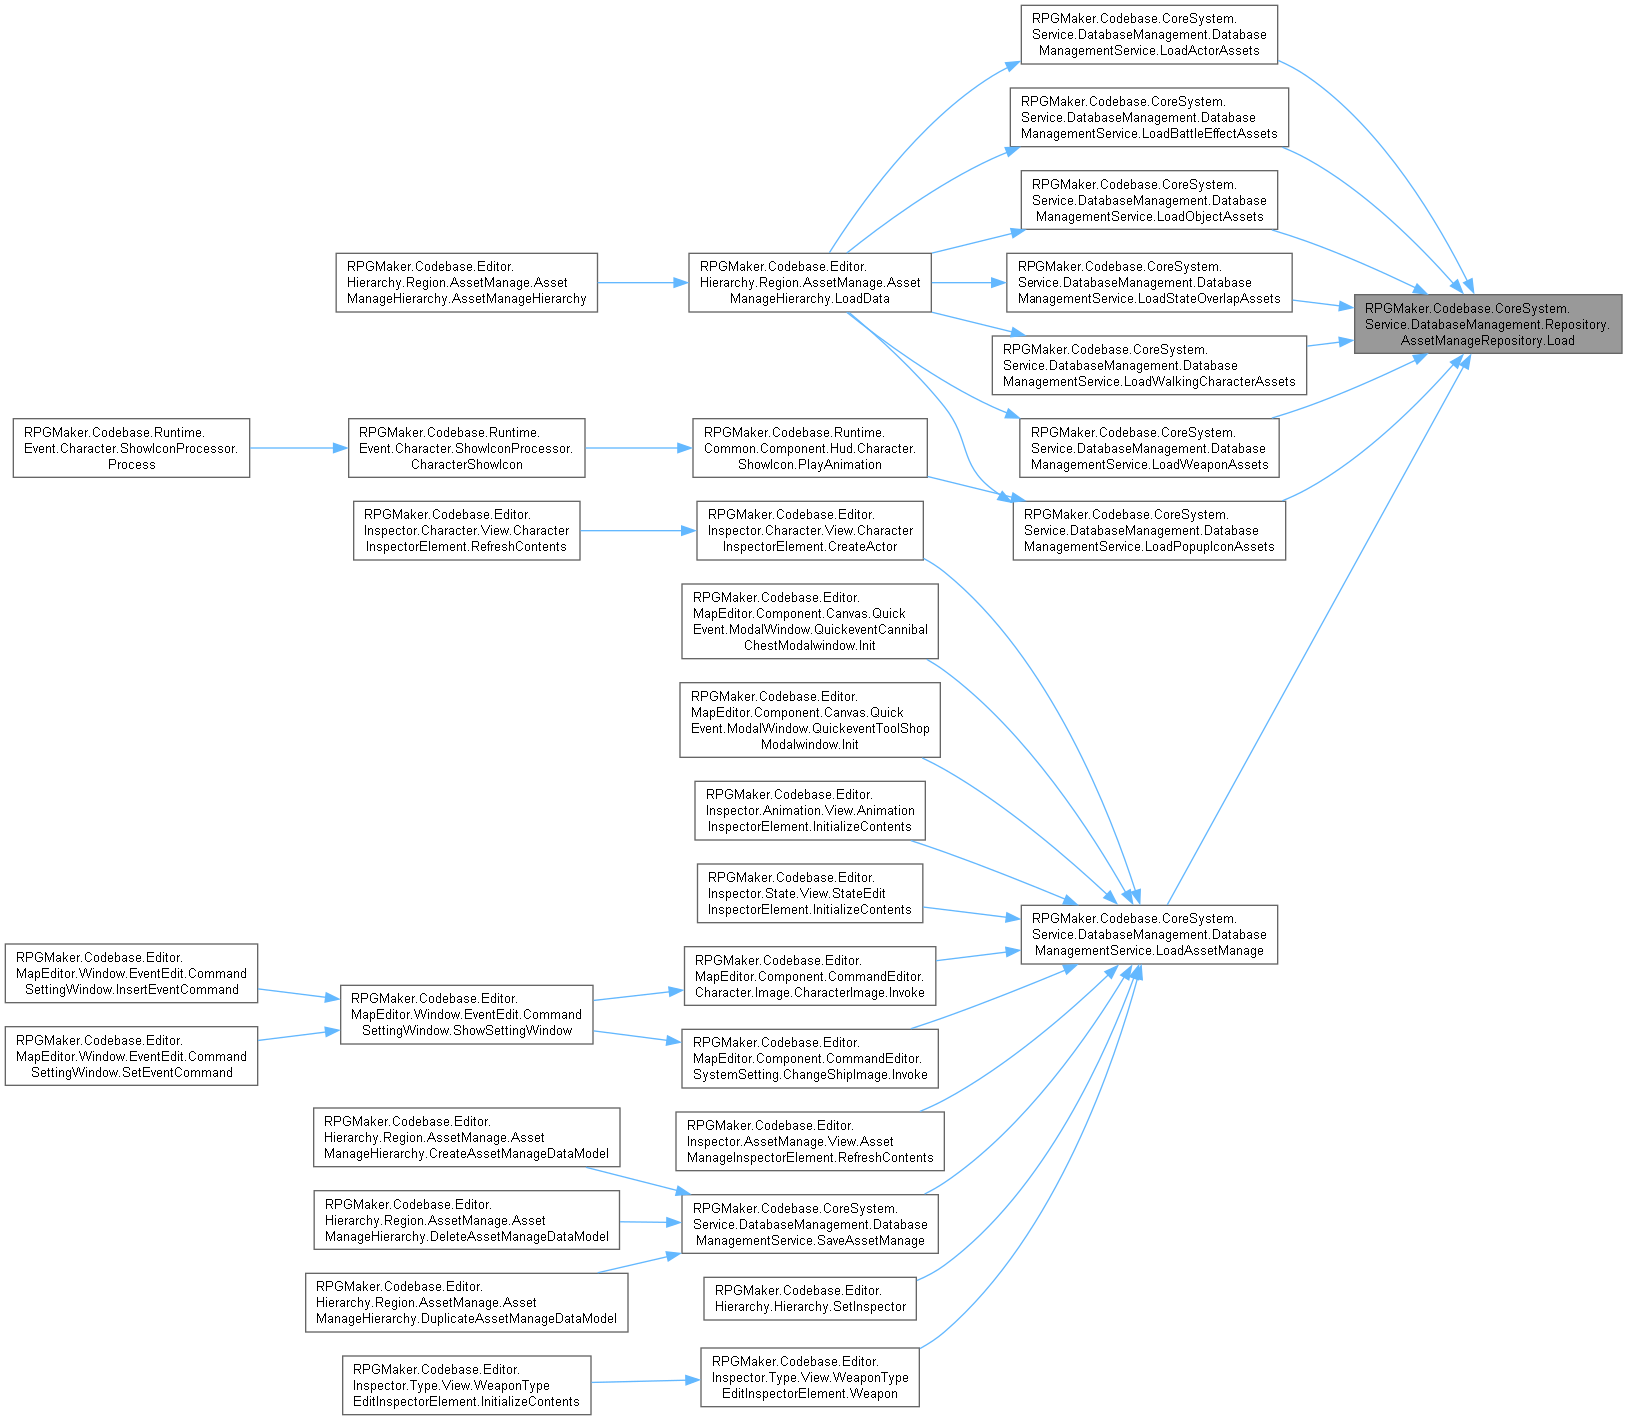 RPGMaker.Codebase.CoreSystem.
Service.DatabaseManagement.Database
ManagementService.LoadActorAssets
RPGMaker.Codebase.CoreSystem.
Service.DatabaseManagement.Database
ManagementService.LoadBattleEffectAssets
RPGMaker.Codebase.CoreSystem.
Service.DatabaseManagement.Database
ManagementService.LoadObjectAssets
RPGMaker.Codebase.Editor.
Hierarchy.Region.AssetManage.Asset
ManageHierarchy.AssetManageHierarchy
RPGMaker.Codebase.Editor.
Hierarchy.Region.AssetManage.Asset
ManageHierarchy.LoadData
RPGMaker.Codebase.CoreSystem.
Service.DatabaseManagement.Database
ManagementService.LoadStateOverlapAssets
RPGMaker.Codebase.CoreSystem.
Service.DatabaseManagement.Repository.
AssetManageRepository.Load
RPGMaker.Codebase.CoreSystem.
Service.DatabaseManagement.Database
ManagementService.LoadWalkingCharacterAssets
RPGMaker.Codebase.Runtime.
Event.Character.ShowIconProcessor.
Process
RPGMaker.Codebase.Runtime.
Event.Character.ShowIconProcessor.
CharacterShowIcon
RPGMaker.Codebase.Runtime.
Common.Component.Hud.Character.
ShowIcon.PlayAnimation
RPGMaker.Codebase.CoreSystem.
Service.DatabaseManagement.Database
ManagementService.LoadWeaponAssets
RPGMaker.Codebase.Editor.
Inspector.Character.View.Character
InspectorElement.RefreshContents
RPGMaker.Codebase.Editor.
Inspector.Character.View.Character
InspectorElement.CreateActor
RPGMaker.Codebase.CoreSystem.
Service.DatabaseManagement.Database
ManagementService.LoadPopupIconAssets
RPGMaker.Codebase.Editor.
MapEditor.Component.Canvas.Quick
Event.ModalWindow.QuickeventCannibal
ChestModalwindow.Init
RPGMaker.Codebase.Editor.
MapEditor.Component.Canvas.Quick
Event.ModalWindow.QuickeventToolShop
Modalwindow.Init
RPGMaker.Codebase.Editor.
Inspector.Animation.View.Animation
InspectorElement.InitializeContents
RPGMaker.Codebase.Editor.
Inspector.State.View.StateEdit
InspectorElement.InitializeContents
RPGMaker.Codebase.CoreSystem.
Service.DatabaseManagement.Database
ManagementService.LoadAssetManage
RPGMaker.Codebase.Editor.
MapEditor.Window.EventEdit.Command
SettingWindow.InsertEventCommand
RPGMaker.Codebase.Editor.
MapEditor.Component.CommandEditor.
Character.Image.CharacterImage.Invoke
RPGMaker.Codebase.Editor.
MapEditor.Window.EventEdit.Command
SettingWindow.ShowSettingWindow
RPGMaker.Codebase.Editor.
MapEditor.Window.EventEdit.Command
SettingWindow.SetEventCommand
RPGMaker.Codebase.Editor.
MapEditor.Component.CommandEditor.
SystemSetting.ChangeShipImage.Invoke
RPGMaker.Codebase.Editor.
Hierarchy.Region.AssetManage.Asset
ManageHierarchy.CreateAssetManageDataModel
RPGMaker.Codebase.Editor.
Inspector.AssetManage.View.Asset
ManageInspectorElement.RefreshContents
RPGMaker.Codebase.Editor.
Hierarchy.Region.AssetManage.Asset
ManageHierarchy.DeleteAssetManageDataModel
RPGMaker.Codebase.CoreSystem.
Service.DatabaseManagement.Database
ManagementService.SaveAssetManage
RPGMaker.Codebase.Editor.
Hierarchy.Region.AssetManage.Asset
ManageHierarchy.DuplicateAssetManageDataModel
RPGMaker.Codebase.Editor.
Hierarchy.Hierarchy.SetInspector
RPGMaker.Codebase.Editor.
Inspector.Type.View.WeaponType
EditInspectorElement.InitializeContents
RPGMaker.Codebase.Editor.
Inspector.Type.View.WeaponType
EditInspectorElement.Weapon